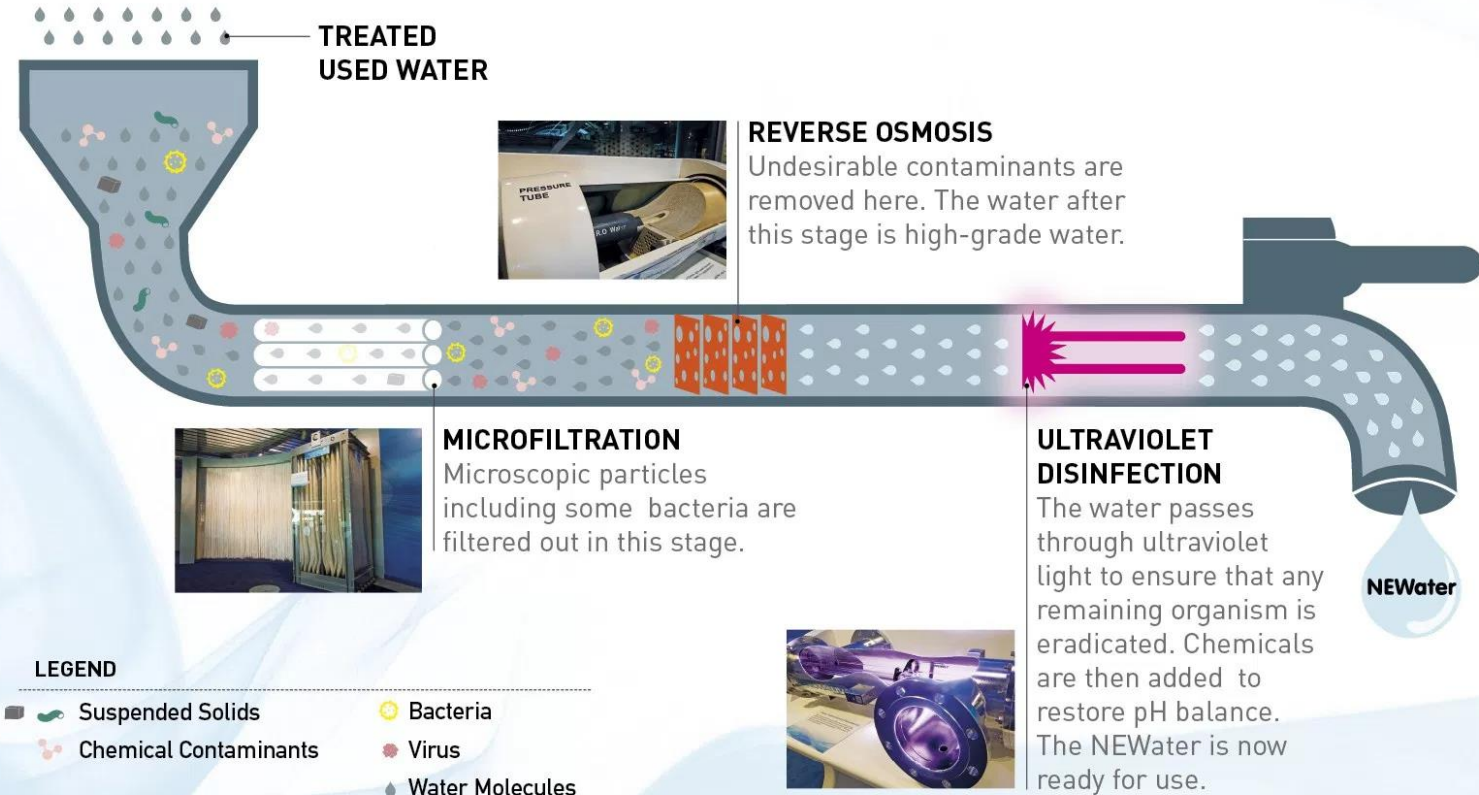 TREATED
USED WATER
REVERSE OSMOSIS
Undesirable contaminants are
removed here. The water after
this stage is high-grade water.
PRESSURE
TUBE
R.O Water
MICROFILTRATION
Microscopic particles
including some bacteria are
filtered out in this stage.
ULTRAVIOLET
DISINFECTION
The water passes
through ultraviolet
light to ensure that any
remaining organism is
eradicated. Chemicals
are then added to
restore pH balance.
The NEWater is now
ready for use.
NEWater
LEGEND
Suspended Solids
Chemical Contaminants
Bacteria
Virus
Water Molecules